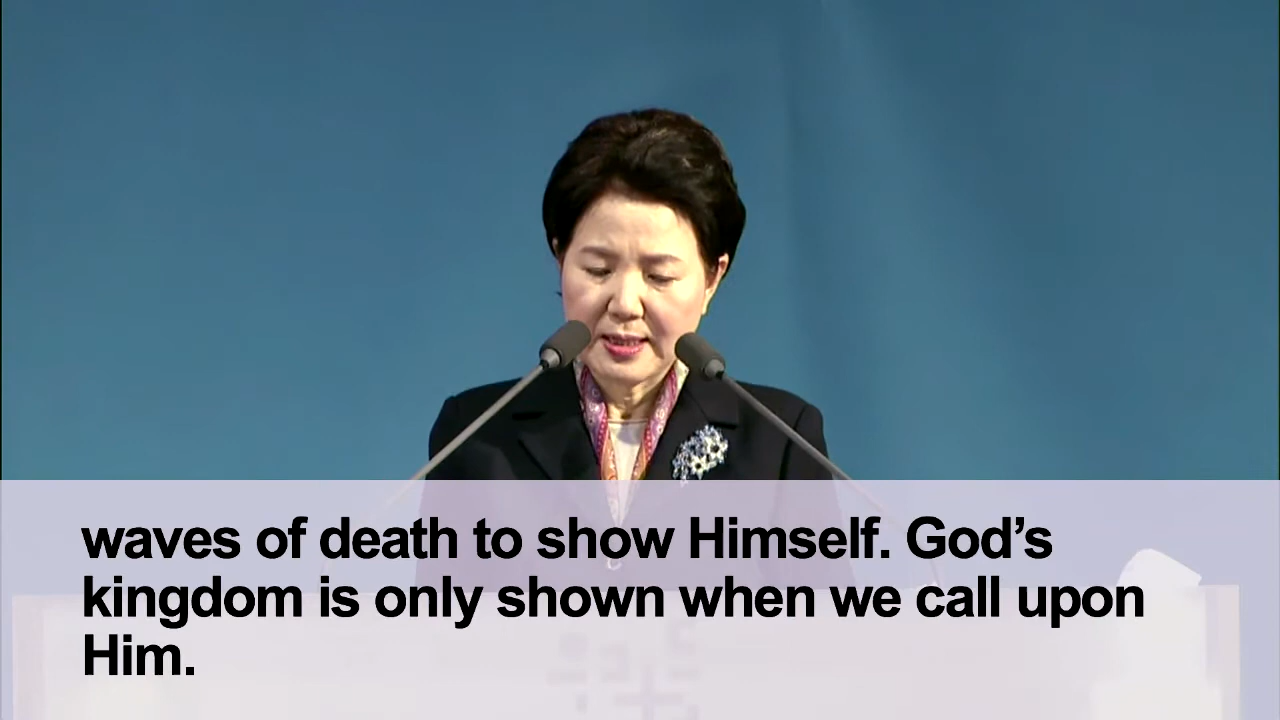 waves of death to show Himself. God’s
kingdom is only shown when we call upon
Him.